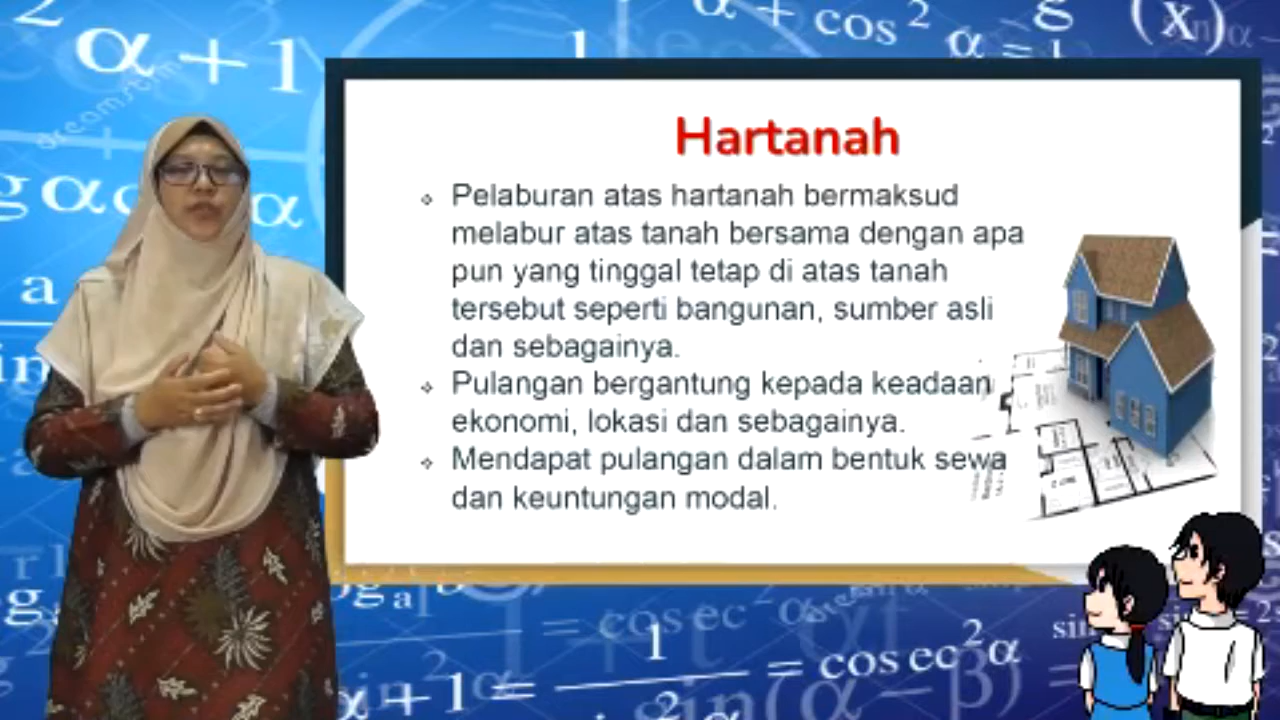 Hartanah
Pelaburan atas hartanah bermaksud
melabur atas tanah bersama dengan apa
pun yang tinggal tetap di atas tanah
tersebut seperti bangunan, sumber asli
dan sebagainya.
Pulangan bergantung kepada keadaan
ekonomi, lokasi dan sebagainya.
Mendapat pulangan dalam bentuk sewa
dan keuntungan modal.